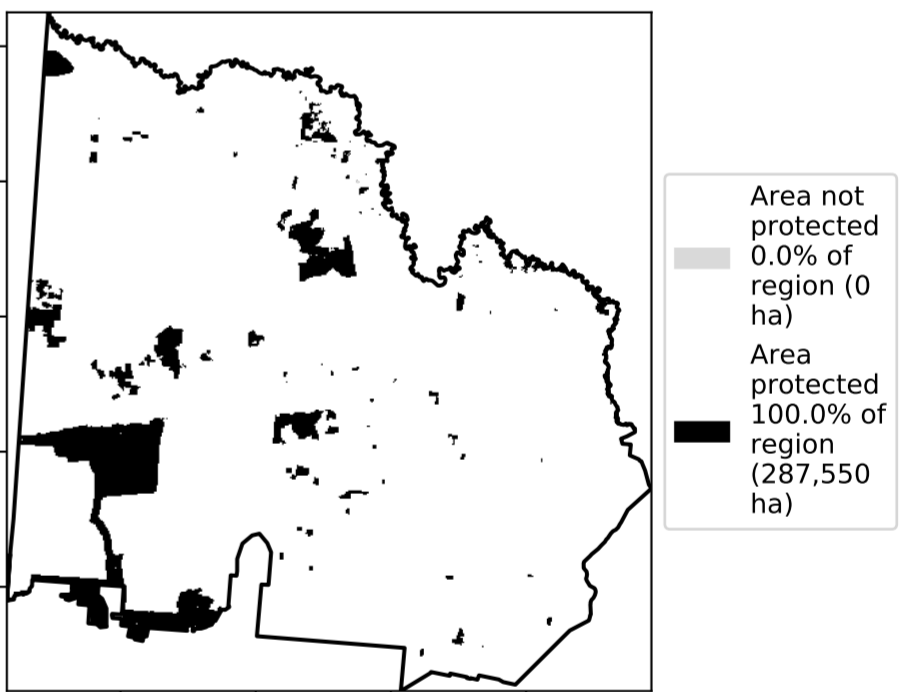 Area not
protected
0.0% of
region (0
ha)
Area
protected
100.0% of
region
(287,550
ha)